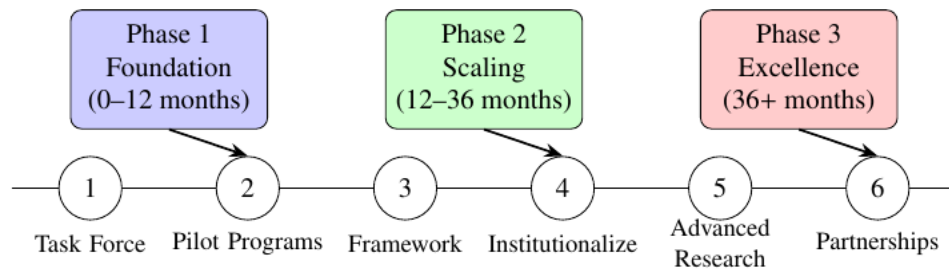 Phase 1
Foundation
(0–12 months)
Phase 2
Scaling
(12–36 months)
Phase 3
Excellence
(36+ months)
1
2
3
4
5
6
Task Force
Pilot Programs
Framework
Institutionalize
Advanced
Research
Partnerships